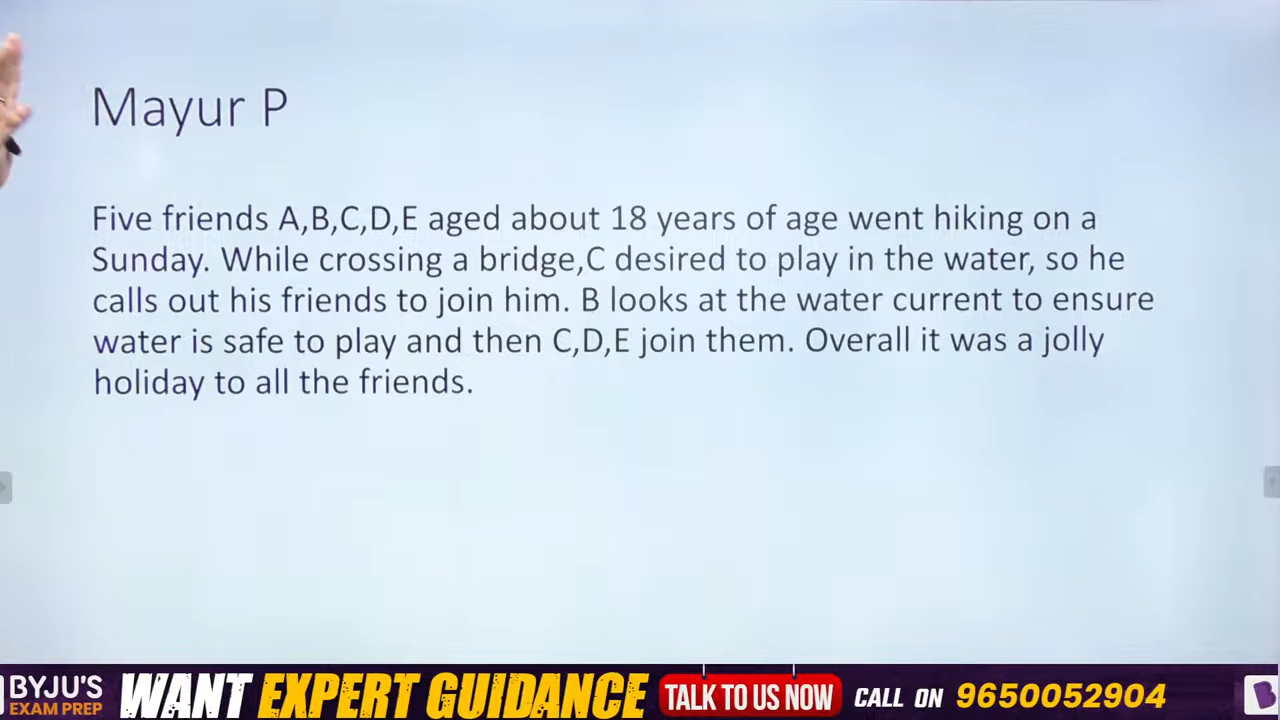 Mayur P
Five friends A,B,C,D,E aged about 18 years of age went hiking on a
Sunday. While crossing a bridge,C desired to play in the water, so he
calls out his friends to join him. B looks at the water current to ensure
water is safe to play and then C,D,E join them. Overall it was a jolly
holiday to all the friends.
BYJU'S
EXAM PREP
WANT EXPERT GUIDANCE
TALK TO US NOW
CALL ON 9650052904